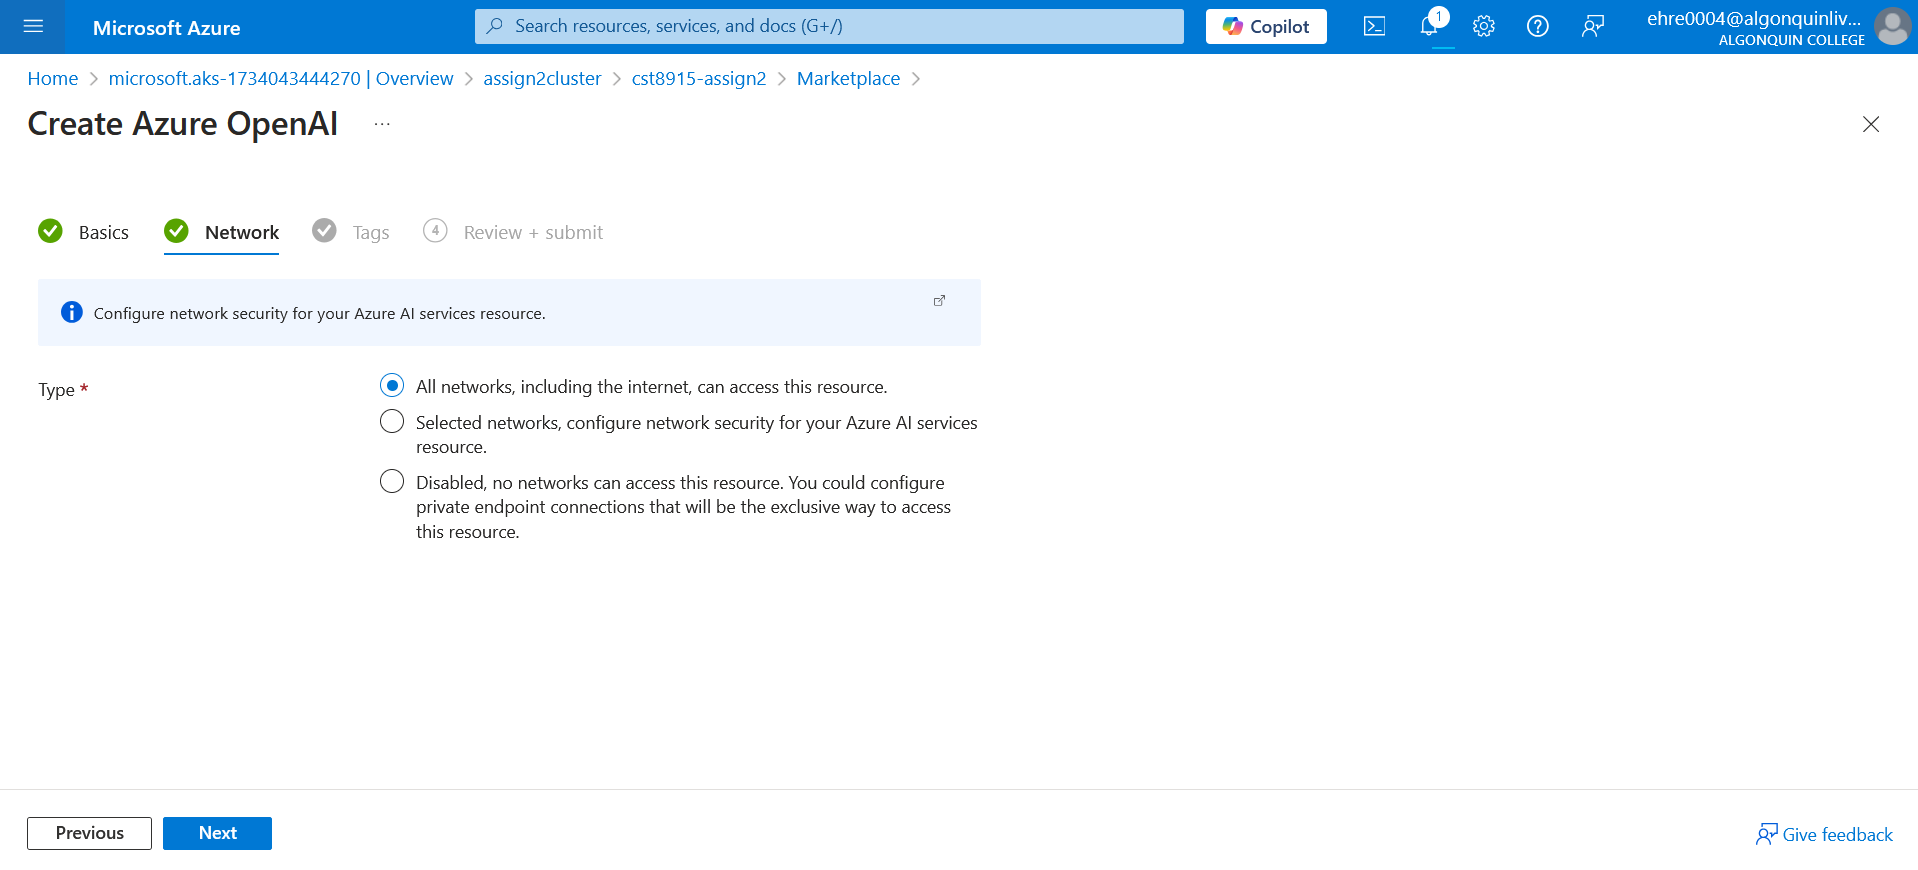 Microsoft Azure
Search resources, services, and docs (G+/)
Copilot
1
ehre0004@algonquinliv...
ALGONQUIN COLLEGE
Home > microsoft.aks-1734043444270 | Overview > assign2cluster > cst8915-assign2 > Marketplace >
Create Azure OpenAI ...
Basics
Network
Tags
4 Review + submit
Configure network security for your Azure AI services resource.
Type *
All networks, including the internet, can access this resource.
Selected networks, configure network security for your Azure AI services
resource.
Disabled, no networks can access this resource. You could configure
private endpoint connections that will be the exclusive way to access
this resource.
Previous
Next
Give feedback